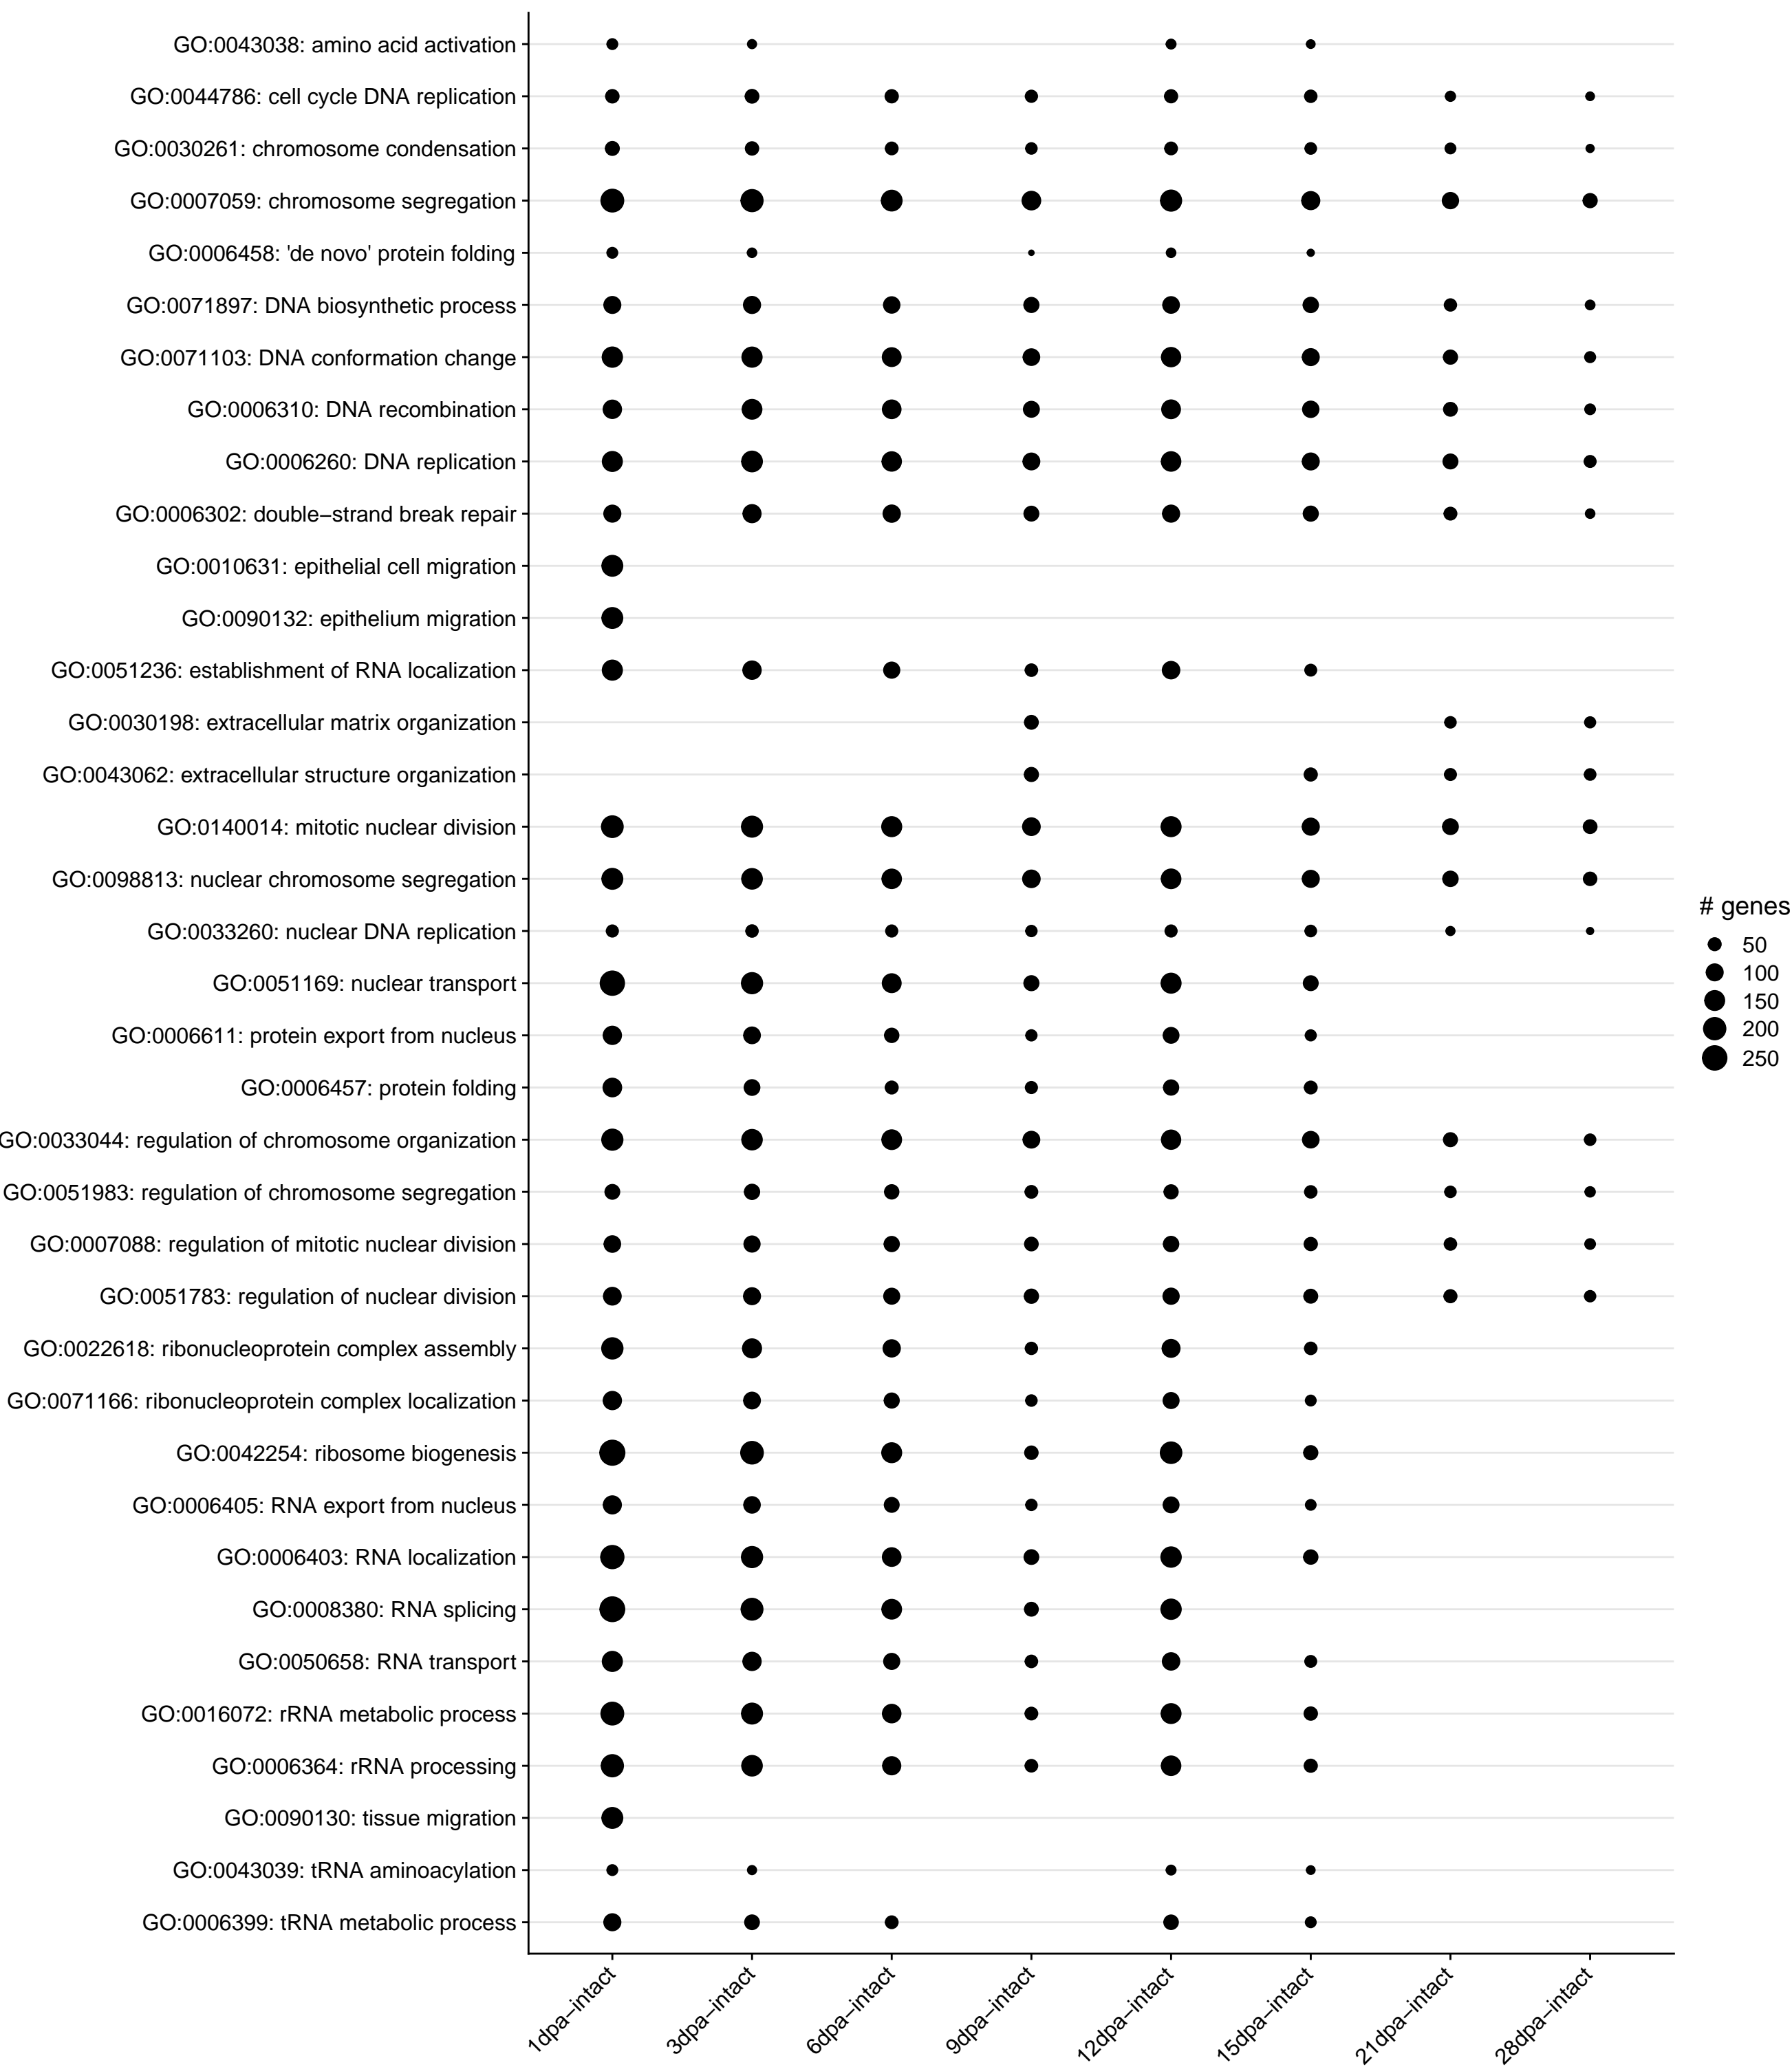 GO:0043038: amino acid activation
GO:0044786: cell cycle DNA replication
GO:0030261: chromosome condensation
GO:0007059: chromosome segregation
GO:0006458: 'de novo' protein folding
GO:0071897: DNA biosynthetic process
GO:0071103: DNA conformation change
GO:0006310: DNA recombination
GO:0006260: DNA replication
GO:0006302: double−strand break repair
GO:0010631: epithelial cell migration
GO:0090132: epithelium migration
GO:0051236: establishment of RNA localization
GO:0030198: extracellular matrix organization
GO:0043062: extracellular structure organization
GO:0140014: mitotic nuclear division
GO:0098813: nuclear chromosome segregation
GO:0033260: nuclear DNA replication
GO:0051169: nuclear transport
GO:0006611: protein export from nucleus
GO:0006457: protein folding
GO:0033044: regulation of chromosome organization
GO:0051983: regulation of chromosome segregation
GO:0007088: regulation of mitotic nuclear division
GO:0051783: regulation of nuclear division
GO:0022618: ribonucleoprotein complex assembly
GO:0071166: ribonucleoprotein complex localization
GO:0042254: ribosome biogenesis
GO:0006405: RNA export from nucleus
GO:0006403: RNA localization
GO:0008380: RNA splicing
GO:0050658: RNA transport
GO:0016072: rRNA metabolic process
GO:0006364: rRNA processing
GO:0090130: tissue migration
GO:0043039: tRNA aminoacylation
GO:0006399: tRNA metabolic process
1dpa−intact
3dpa−intact
6dpa−intact
9dpa−intact
12dpa−intact
15dpa−intact
21dpa−intact
28dpa−intact
# genes
50
100
150
200
250